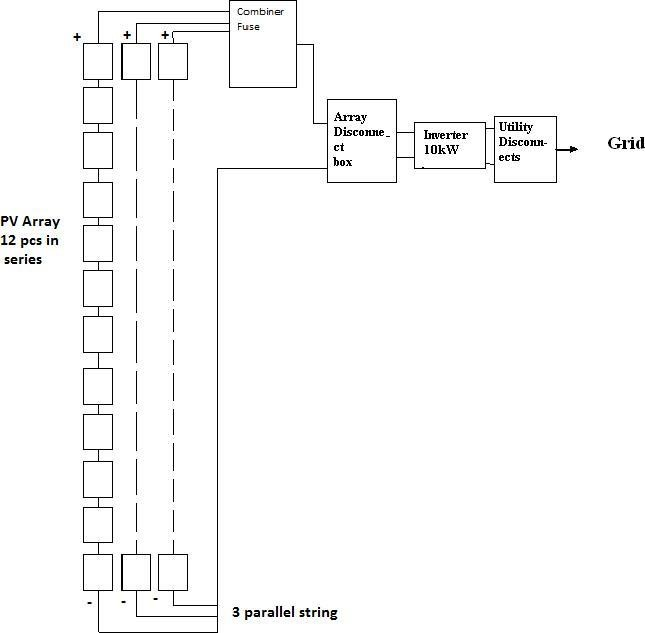 Combiner
Fuse
+ + +
Array
Disconne_
ct
box
Inverter
10kW
Utility
Disconn-
ects
Grid
PV Array
12 pcs in
series
- - -
3 parallel string